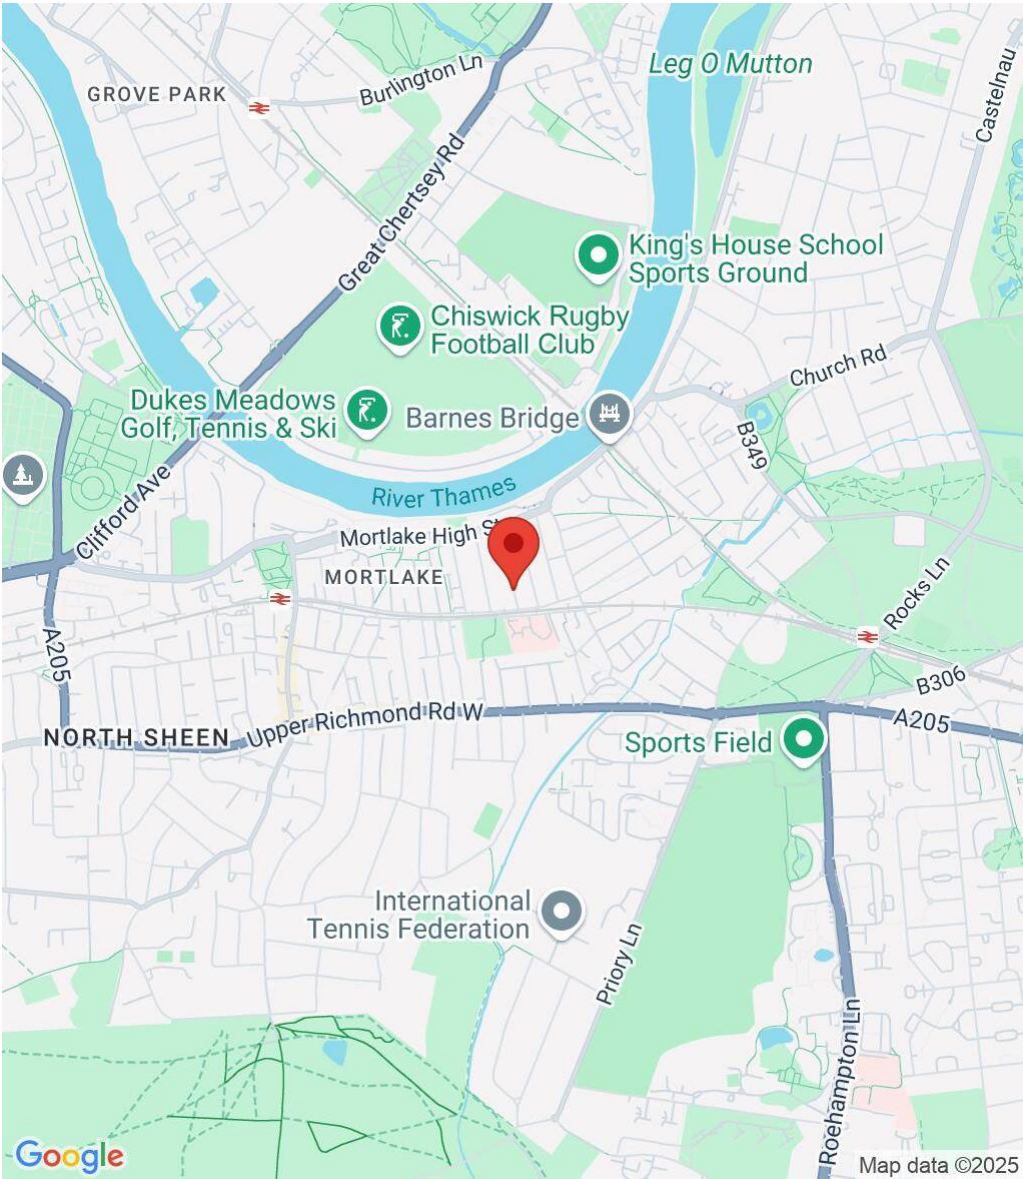 Leg O Mutton
GROVE PARK
Burlington Ln
Castelnau
Great Chertsey Rd
King's House School
Sports Ground
Chiswick Rugby
Football Club
Church Rd
Dukes Meadows
Golf, Tennis & Ski
Barnes Bridge
B349
Clifford Ave
River Thames
Mortlake High St
MORTLAKE
Rocks Ln
A205
B306
NORTH SHEEN
Upper Richmond Rd W
A205
Sports Field
International
Tennis Federation
Priory Ln
Roehampton Ln
Google
Map data ©2025